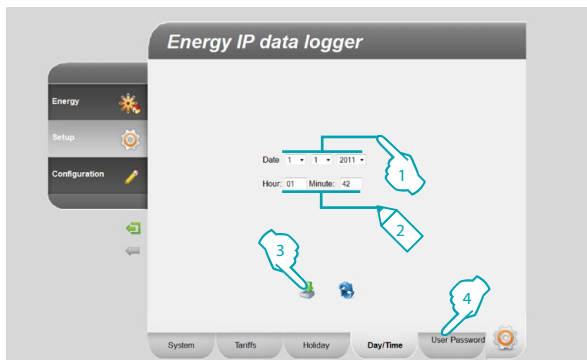 Energy IP data logger
Energy
Setup
Configuration
Date 1 1 2011
Hour: 01 Minute: 42
1
2
3
4
System Tariffs Holiday Day/Time User Password